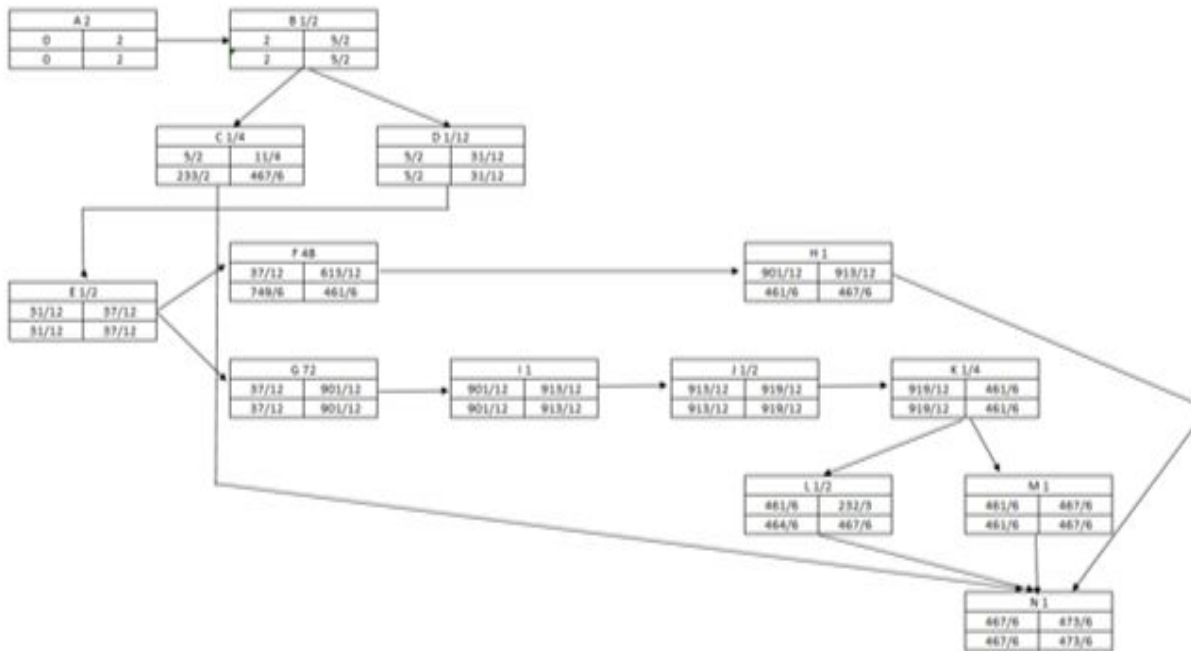 A 2
0 2
0 2
B 1/2
2 5/2
2 5/2
C 1/4
5/2 11/4
233/2 467/6
D 1/12
5/2 31/12
5/2 31/12
E 1/2
31/12 37/12
31/12 37/12
F 48
37/12 613/12
749/6 461/6
H 1
901/12 913/12
461/6 467/6
G 72
37/12 901/12
37/12 901/12
I 1
901/12 913/12
901/12 913/12
J 1/2
913/12 919/12
913/12 919/12
K 1/4
919/12 461/6
919/12 461/6
L 1/2
461/6 232/3
464/6 467/6
M 1
461/6 467/6
461/6 467/6
N 1
467/6 473/6
467/6 473/6